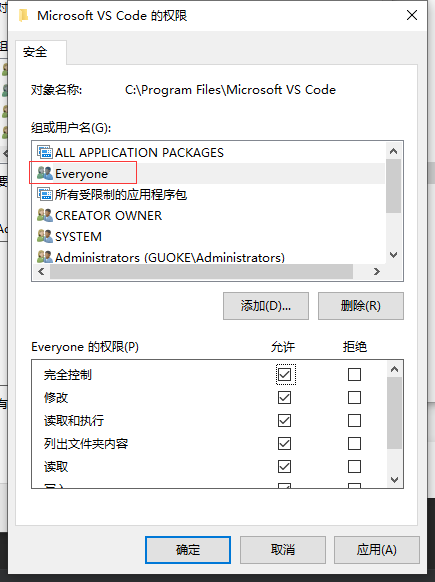 Microsoft VS Code 的权限
安全
对象名称: C:\Program Files\Microsoft VS Code
组或用户名(G):
ALL APPLICATION PACKAGES
Everyone
所有受限制的应用程序包
CREATOR OWNER
SYSTEM
Administrators (GUOKE\Administrators)
添加(D)...
删除(R)
Everyone 的权限(P) 允许 拒绝
完全控制
修改
读取和执行
列出文件夹内容
读取
确定
取消
应用(A)